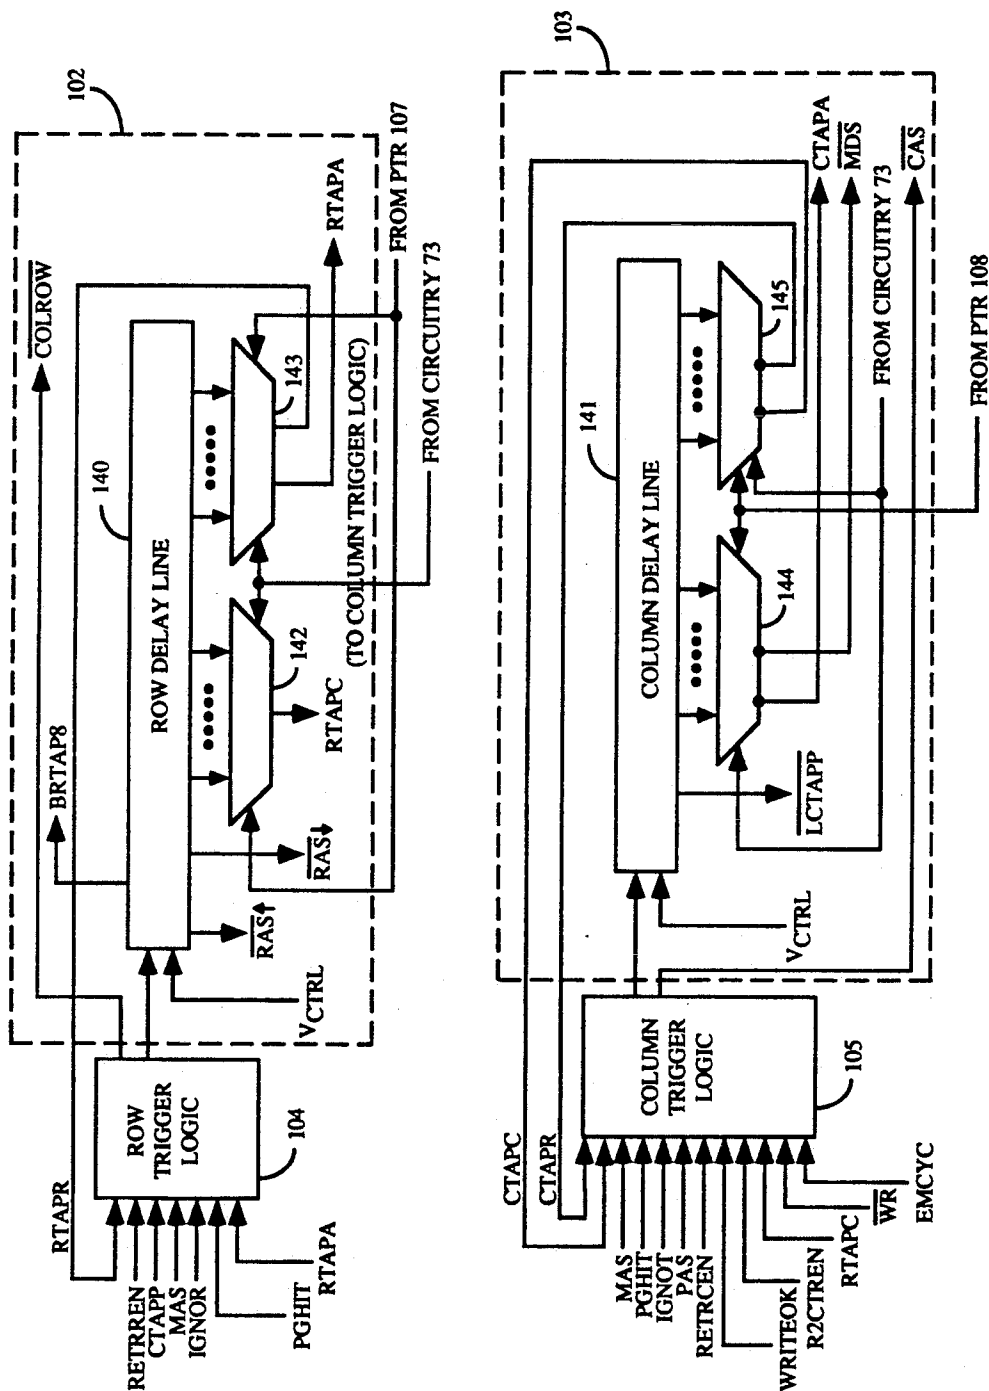 102
COLROW
BRTAP8
RTAPR
140
ROW DELAY LINE
ROW
TRIGGER
LOGIC
104
142
143
RTAPA
RTAPC
RAS↑
RAS↓
VCTRL
(TO COLUMN TRIGGER LOGIC)
FROM PTR 107
FROM CIRCUITRY 73
RETRREN
CTAPP
MAS
IGNOR
PGHIT
RTAPA
103
CTAPC
CTAPR
141
COLUMN DELAY LINE
COLUMN
TRIGGER
LOGIC
105
144
145
LCTAPP
VCTRL
CTAPA
MDS
CAS
FROM CIRCUITRY 73
FROM PTR 108
MAS
PGHIT
IGNOT
PAS
RETRCEN
WRITEOK
R2CTREN
RTAPC
WR
EMCYC